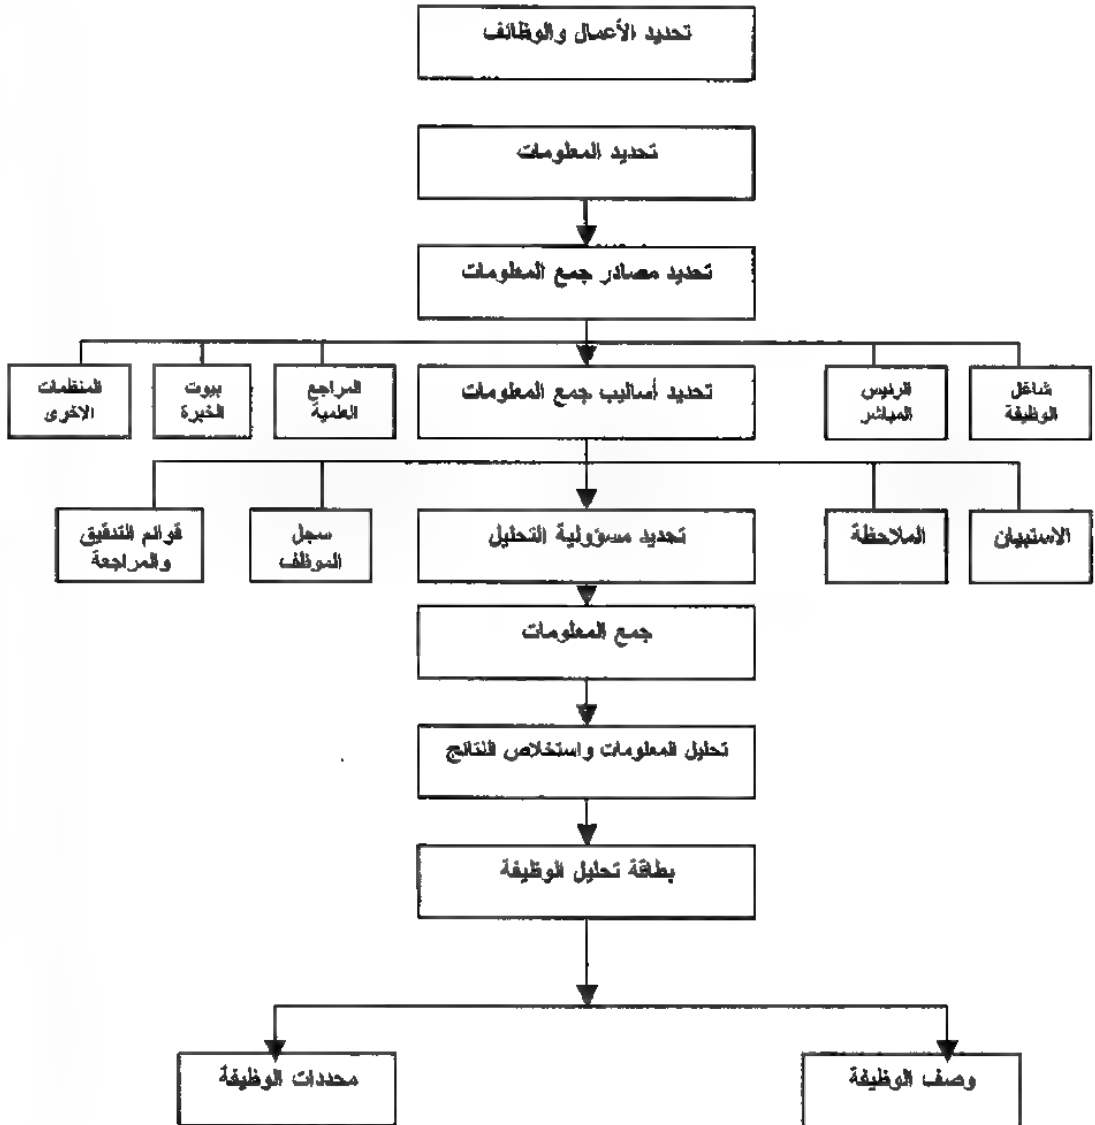 تحديد الأعمال والوظائف
تحديد المعلومات
تحديد مصادر جمع المعلومات
شاغل
الوظيفة
الرئيس
المباشر
تحديد أساليب جمع المعلومات
المراجع
العلمية
بيوت
الخبرة
المنظمات
الاخرى
الاستبيان
الملاحظة
تحديد مسؤولية التحليل
سجل
الموظف
قوائم التدقيق
والمراجعة
جمع المعلومات
تحليل المعلومات واستخلاص النتائج
بطاقة تحليل الوظيفة
وصف الوظيفة
محددات الوظيفة